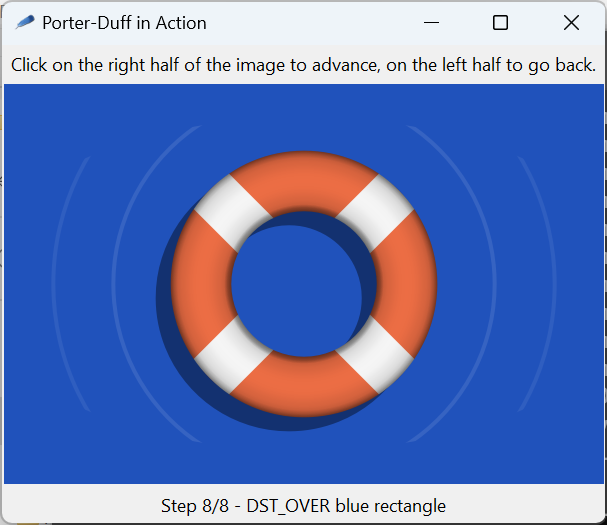 Porter-Duff in Action
Click on the right half of the image to advance, on the left half to go back.
Step 8/8 - DST_OVER blue rectangle